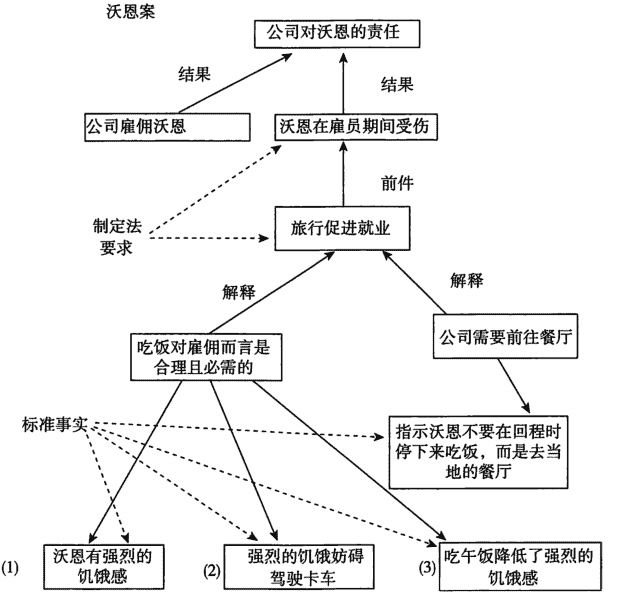 沃恩案
公司对沃恩的责任
结果
结果
公司雇佣沃恩
沃恩在雇员期间受伤
前件
制定法
要求
旅行促进就业
解释
解释
吃饭对雇佣而言是
合理且必需的
公司需要前往餐厅
标准事实
指示沃恩不要在回程时
停下来吃饭，而是去当
地的餐厅
(1)
沃恩有强烈的
饥饿感
(2)
强烈的饥饿妨碍
驾驶卡车
(3)
吃午饭降低了强烈的
饥饿感